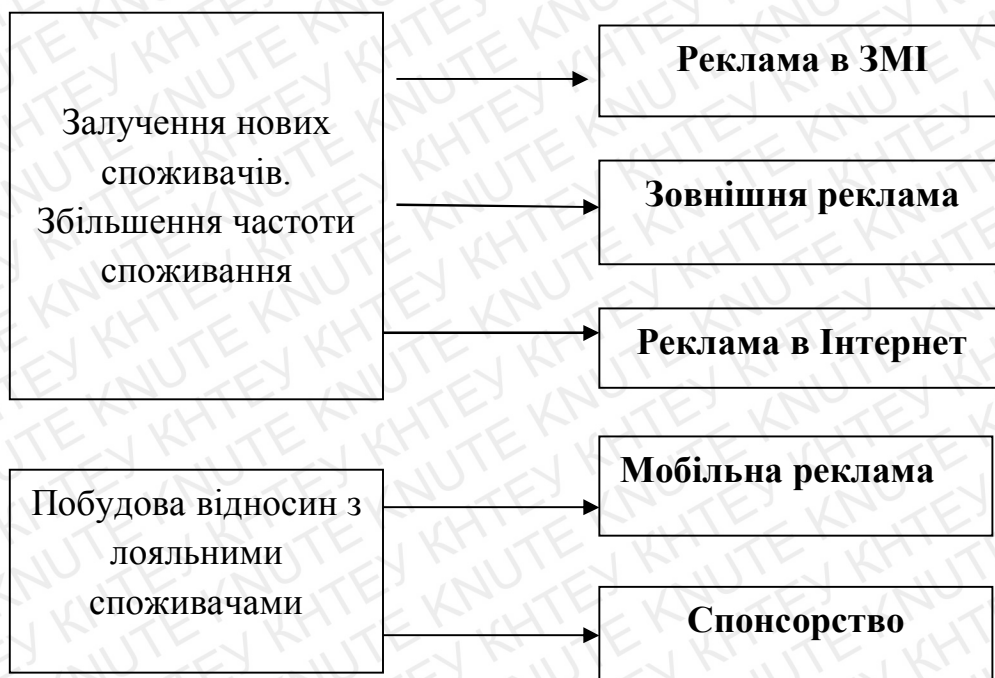 Залучення нових
споживачів.
Збільшення частоти
споживання
Реклама в ЗМІ
Зовнішня реклама
Реклама в Інтернет
Побудова відносин з
лояльними
споживачами
Мобільна реклама
Спонсорство